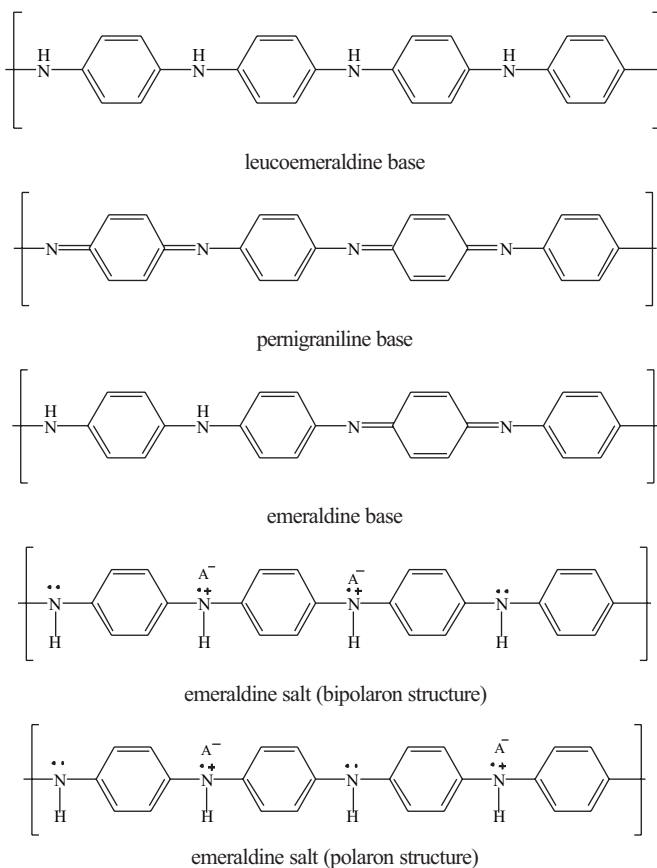 H H H H
N N N N
leucoemeraldine base
N N N N
pernigraniline base
H H
N N N N
emeraldine base
A⁻ A⁻
•• •+ •+ ••
N N N N
H H H H
emeraldine salt (bipolaron structure)
A⁻ A⁻
•• •+ •• •+
N N N N
H H H H
emeraldine salt (polaron structure)